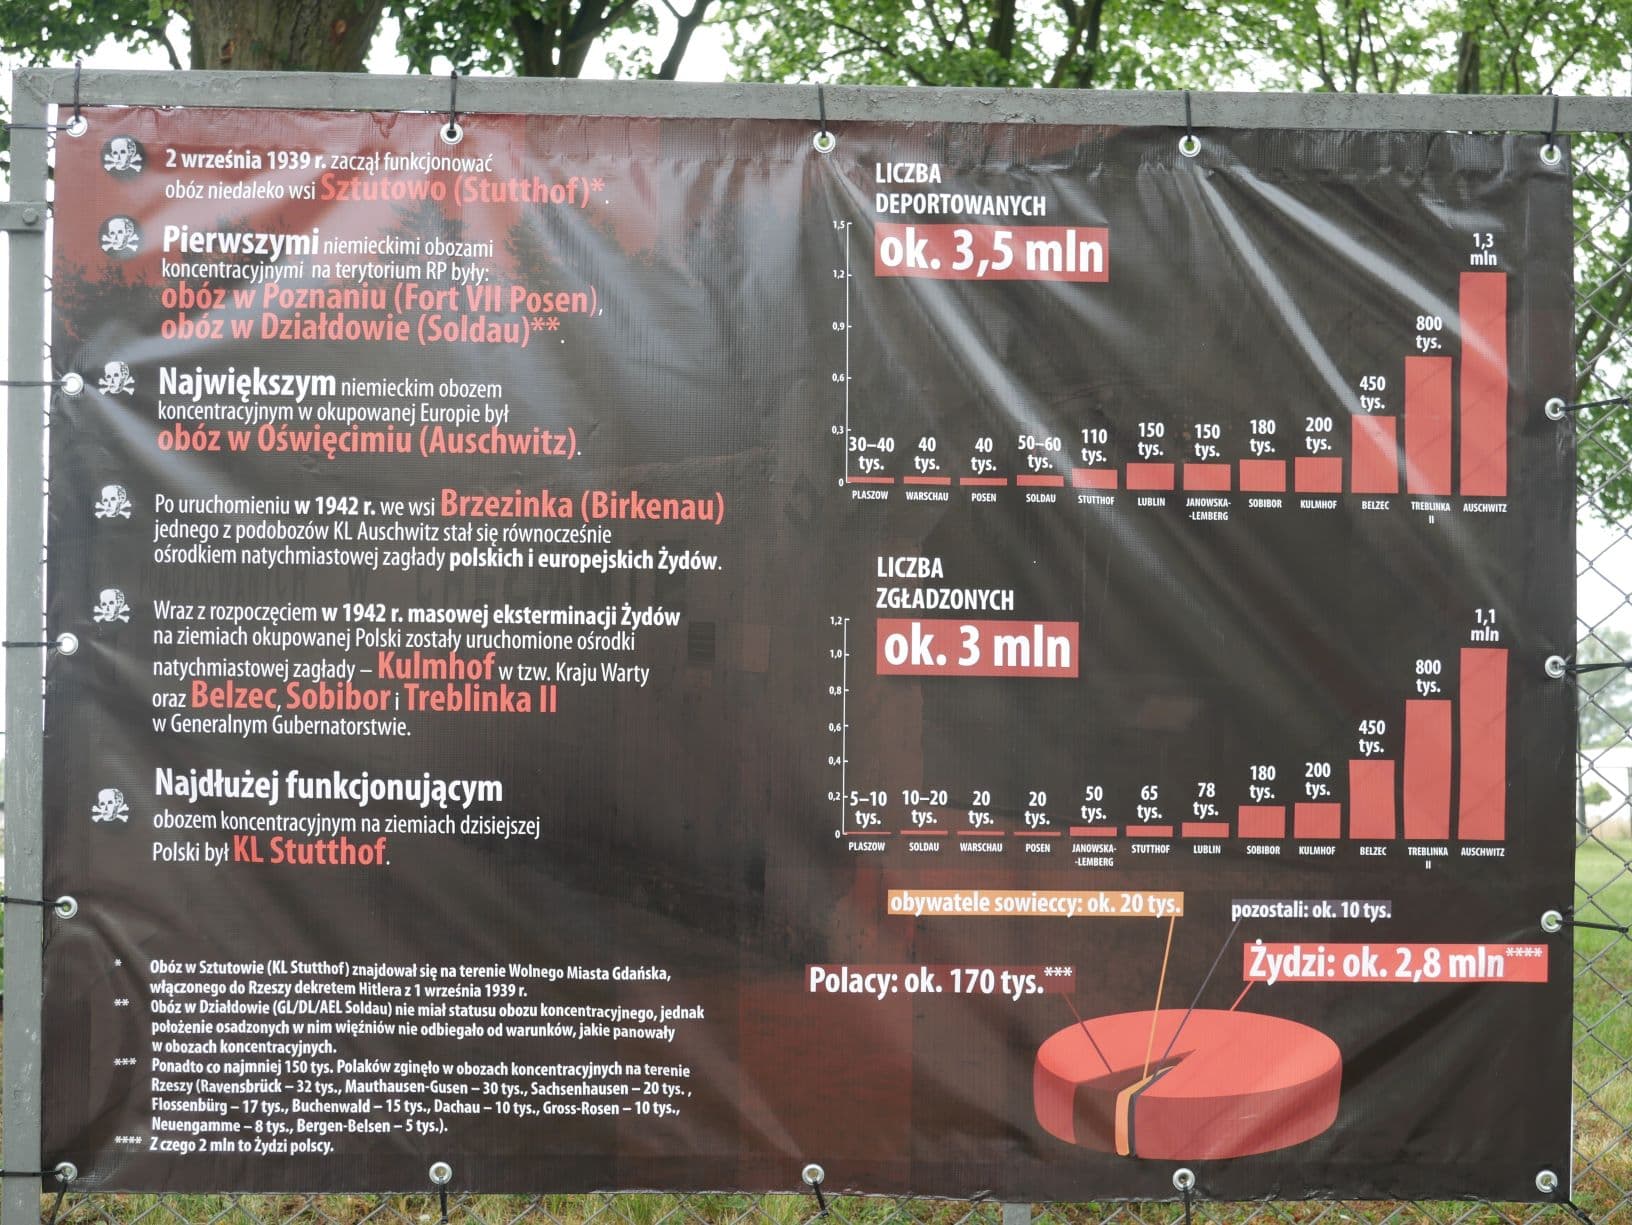 2 września 1939 r. zaczął funkcjonować
obóz niedaleko wsi Sztutowo (Stutthof)*.
Pierwszymi niemieckimi obozami
koncentracyjnymi na terytorium RP były:
obóz w Poznaniu (Fort VII Posen),
obóz w Działdowie (Soldau)**.
Największym niemieckim obozem
koncentracyjnym w okupowanej Europie był
obóz w Oświęcimiu (Auschwitz).
Po uruchomieniu w 1942 r. we wsi Brzezinka (Birkenau)
jednego z podobozów KL Auschwitz stał się równocześnie
ośrodkiem natychmiastowej zagłady polskich i europejskich Żydów.
Wraz z rozpoczęciem w 1942 r. masowej eksterminacji Żydów
na ziemiach okupowanej Polski zostały uruchomione ośrodki
natychmiastowej zagłady – Kulmhof w tzw. Kraju Warty
oraz Belzec, Sobibor i Treblinka II
w Generalnym Gubernatorstwie.
Najdłużej funkcjonującym
obozem koncentracyjnym na ziemiach dzisiejszej
Polski był KL Stutthof.
* Obóz w Sztutowie (KL Stutthof) znajdował się na terenie Wolnego Miasta Gdańska,
włączonego do Rzeszy dekretem Hitlera z 1 września 1939 r.
** Obóz w Działdowie (GL/DL/AEL Soldau) nie miał statusu obozu koncentracyjnego, jednak
położenie osadzonych w nim więźniów nie odbiegało od warunków, jakie panowały
w obozach koncentracyjnych.
*** Ponadto co najmniej 150 tys. Polaków zginęło w obozach koncentracyjnych na terenie
Rzeszy (Ravensbrück – 32 tys., Mauthausen-Gusen – 30 tys., Sachsenhausen – 20 tys. ,
Flossenbürg – 17 tys., Buchenwald – 15 tys., Dachau – 10 tys., Gross-Rosen – 10 tys.,
Neuengamme – 8 tys., Bergen-Belsen – 5 tys.).
**** Z czego 2 mln to Żydzi polscy.
LICZBA
DEPORTOWANYCH
ok. 3,5 mln
1,5
1,2
0,9
0,6
0,3
0
30–40 tys.
40 tys.
40 tys.
50–60 tys.
110 tys.
150 tys.
150 tys.
180 tys.
200 tys.
450 tys.
800 tys.
1,3 mln
PLASZOW
WARSCHAU
POSEN
SOLDAU
STUTTHOF
LUBLIN
JANOWSKA-
-LEMBERG
SOBIBOR
KULMHOF
BELZEC
TREBLINKA
II
AUSCHWITZ
LICZBA
ZGŁADZONYCH
ok. 3 mln
1,2
1,0
0,8
0,6
0,4
0,2
0
5–10 tys.
10–20 tys.
20 tys.
20 tys.
50 tys.
65 tys.
78 tys.
180 tys.
200 tys.
450 tys.
800 tys.
1,1 mln
PLASZOW
SOLDAU
WARSCHAU
POSEN
JANOWSKA-
-LEMBERG
STUTTHOF
LUBLIN
SOBIBOR
KULMHOF
BELZEC
TREBLINKA
II
AUSCHWITZ
obywatele sowieccy: ok. 20 tys.
pozostali: ok. 10 tys.
Żydzi: ok. 2,8 mln****
Polacy: ok. 170 tys.***